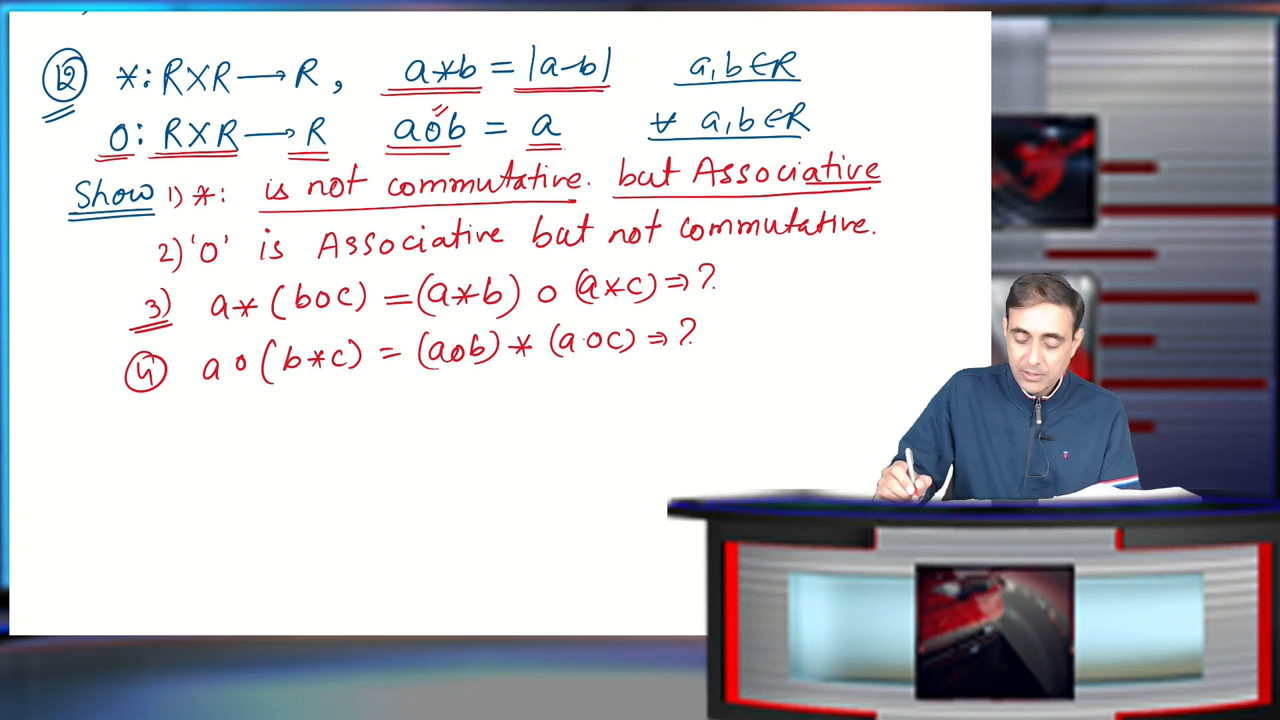 12 *: R×R → R, a*b = |a-b| a,b∈R
o: R×R → R aob = a ∀ a,b∈R
Show 1) *: is not commutative. but Associative
2) 'O' is Associative but not commutative.
3) a*(boc) = (a*b) o (a*c) ⇒ ?
4 a o (b*c) = (aob) * (aoc) ⇒ ?